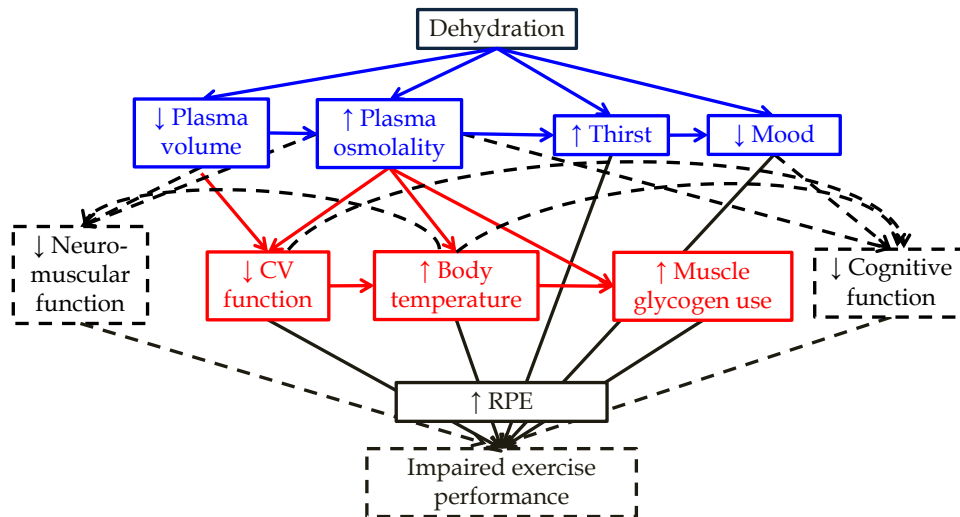 Dehydration
↓ Plasma
volume
↑ Plasma
osmolality
↑ Thirst
↓ Mood
↓ Neuro-
muscular
function
↓ CV
function
↑ Body
temperature
↑ Muscle
glycogen use
↓ Cognitive
function
↑ RPE
Impaired exercise
performance